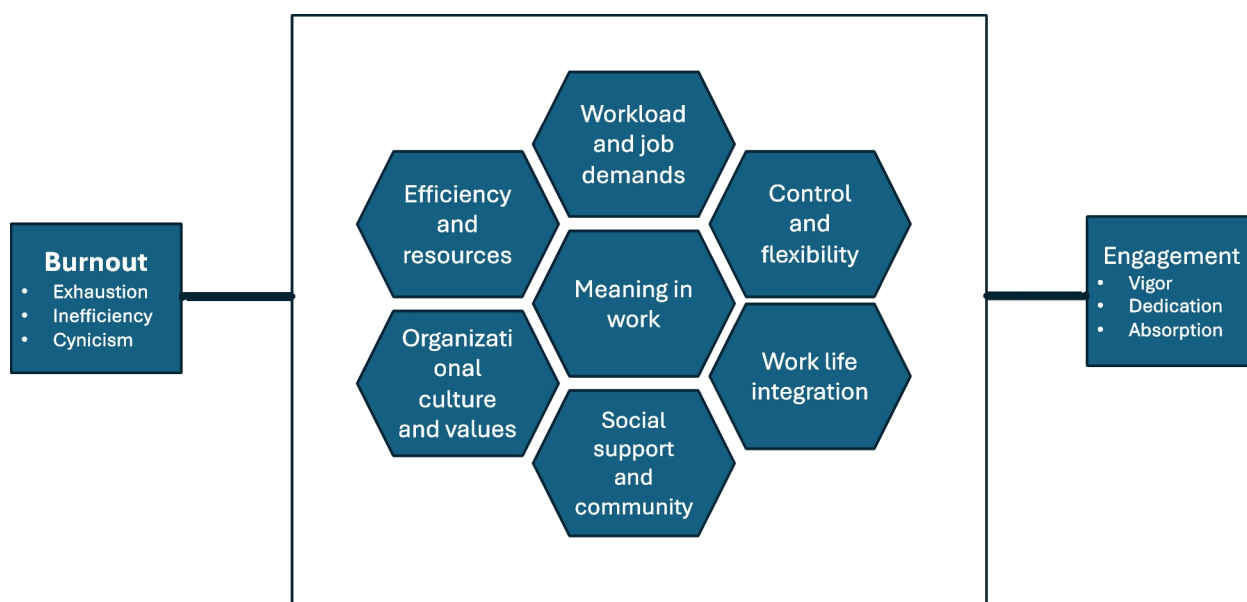 Burnout
• Exhaustion
• Inefficiency
• Cynicism
Workload
and job
demands
Efficiency
and
resources
Control
and
flexibility
Meaning in
work
Organizati
onal
culture
and values
Work life
integration
Social
support
and
community
Engagement
• Vigor
• Dedication
• Absorption